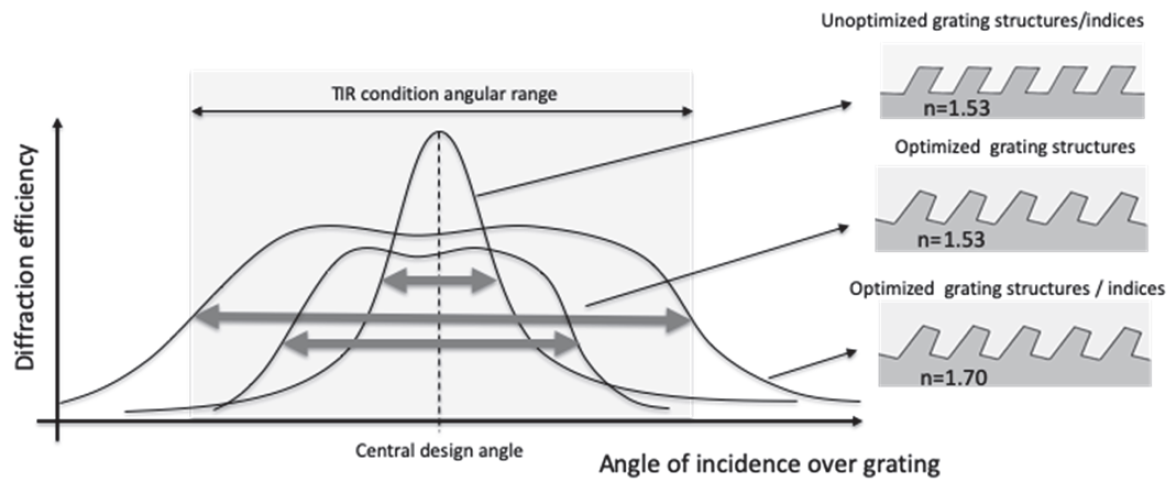 Unoptimized grating structures/indices
TIR condition angular range
n=1.53
Optimized grating structures
Diffraction efficiency
n=1.53
Optimized grating structures / indices
n=1.70
Central design angle
Angle of incidence over grating